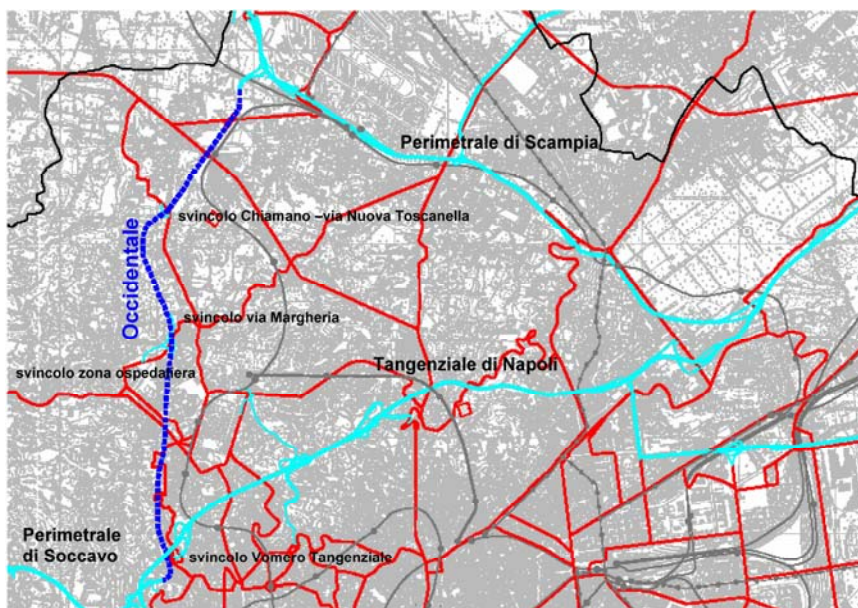 Perimetrale di Scampia
svincolo Chiamano –via Nuova Toscanella
Occidentale
svincolo via Margheria
Tangenziale di Napoli
svincolo zona ospedaliera
Perimetrale
di Soccavo
svincolo Vomero Tangenziale